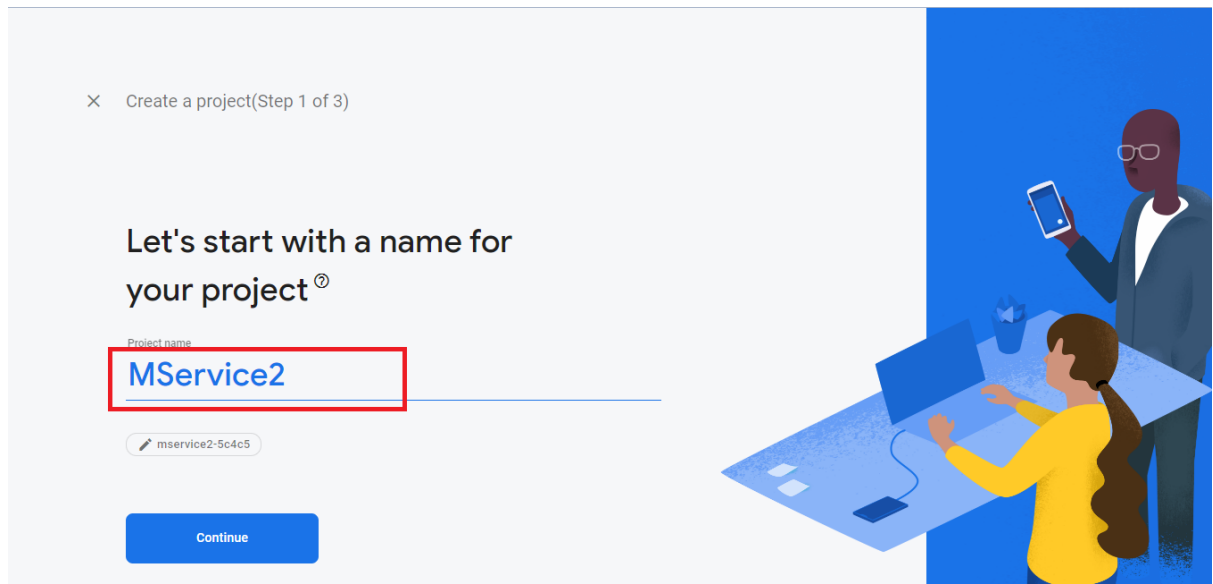 Create a project(Step 1 of 3)
Let's start with a name for
your project
Project name
MService2
mservice2-5c4c5
Continue